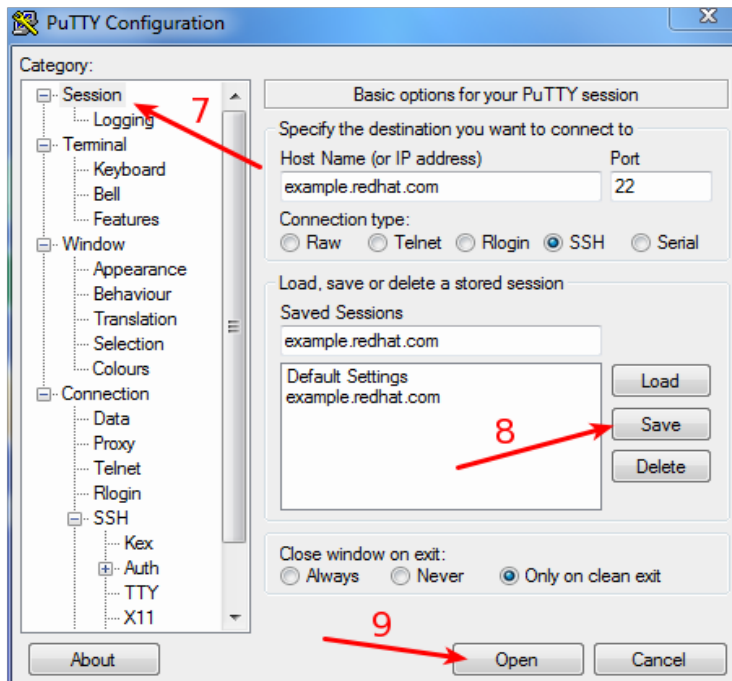 PuTTY Configuration
Category:
Session
Logging
Terminal
Keyboard
Bell
Features
Window
Appearance
Behaviour
Translation
Selection
Colours
Connection
Data
Proxy
Telnet
Rlogin
SSH
Kex
Auth
TTY
X11
7
Basic options for your PuTTY session
Specify the destination you want to connect to
Host Name (or IP address) Port
example.redhat.com 22
Connection type:
Raw Telnet Rlogin SSH Serial
Load, save or delete a stored session
Saved Sessions
example.redhat.com
Default Settings
example.redhat.com
Load
8
Save
Delete
Close window on exit:
Always Never Only on clean exit
9
About Open Cancel